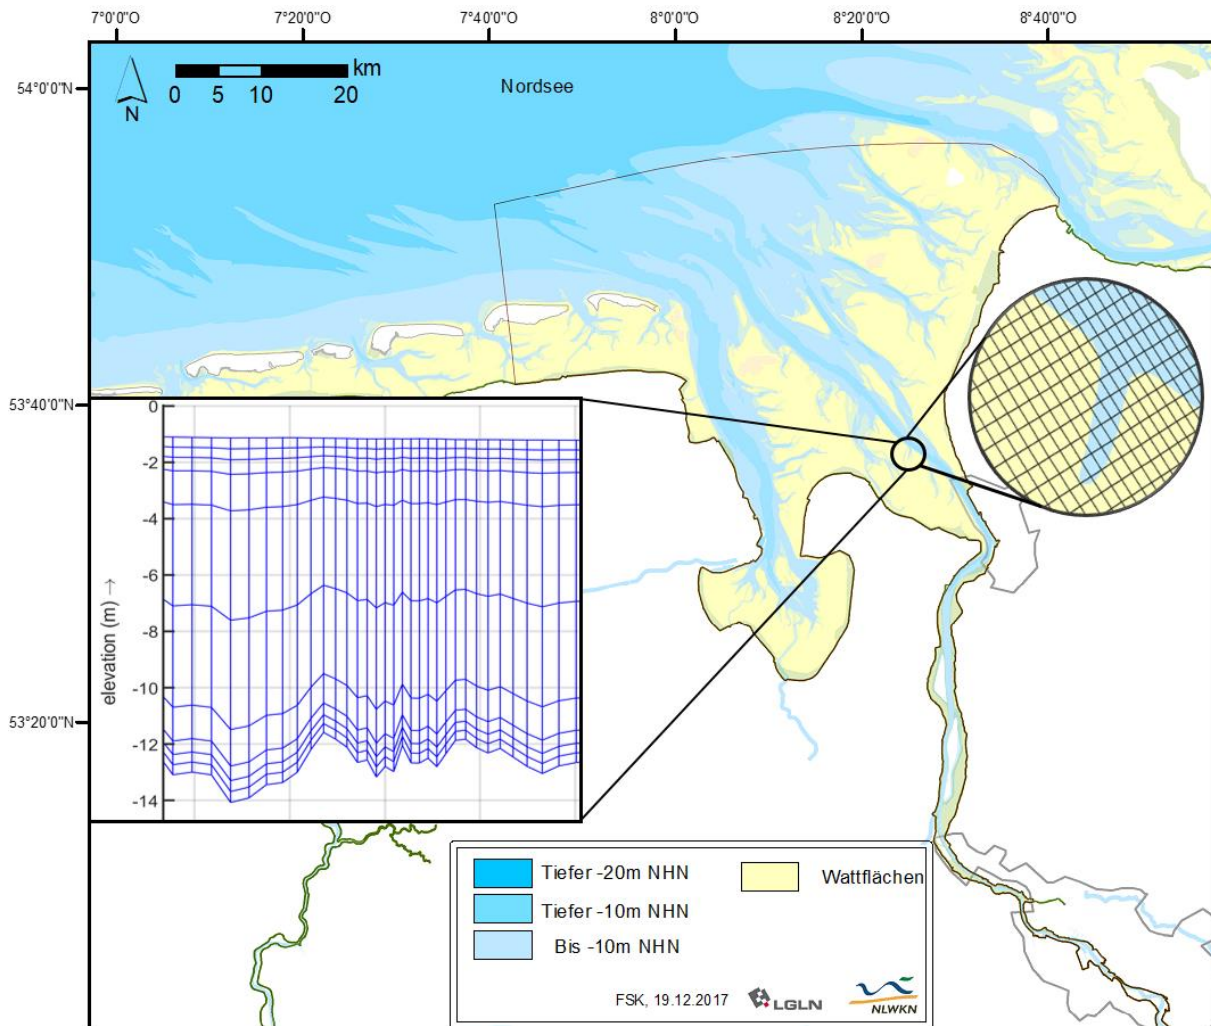 7°0'0"O 7°20'0"O 7°40'0"O 8°0'0"O 8°20'0"O 8°40'0"O
km
0 5 10 20
N
Nordsee
54°0'0"N
53°40'0"N
53°20'0"N
elevation (m) →
0
-2
-4
-6
-8
-10
-12
-14
Tiefer -20m NHN
Wattflächen
Tiefer -10m NHN
Bis -10m NHN
FSK, 19.12.2017
LGLN
NLWKN